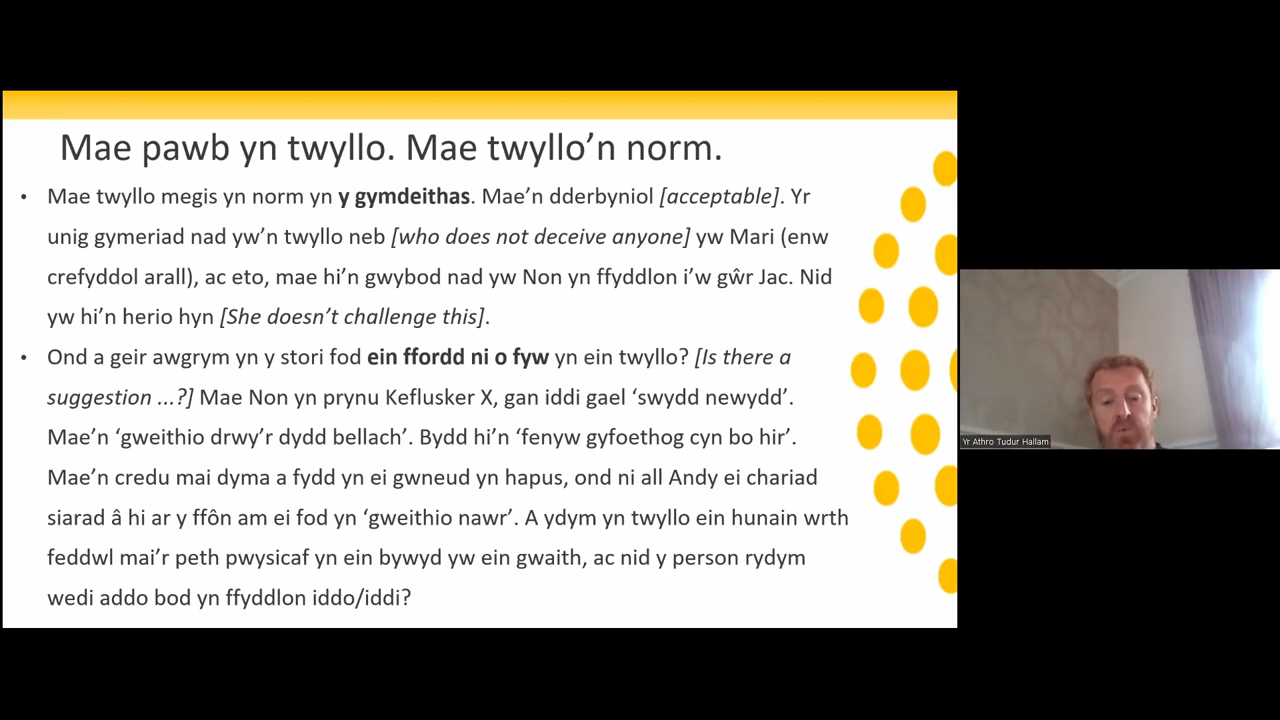 Mae pawb yn twyllo. Mae twyllo’n norm.
• Mae twyllo megis yn norm yn y gymdeithas. Mae’n dderbyniol [acceptable]. Yr
unig gymeriad nad yw’n twyllo neb [who does not deceive anyone] yw Mari (enw
crefyddol arall), ac eto, mae hi’n gwybod nad yw Non yn ffyddlon i’w gŵr Jac. Nid
yw hi’n herio hyn [She doesn’t challenge this].
• Ond a geir awgrym yn y stori fod ein ffordd ni o fyw yn ein twyllo? [Is there a
suggestion ...?] Mae Non yn prynu Keflusker X, gan iddi gael ‘swydd newydd’.
Mae’n ‘gweithio drwy’r dydd bellach’. Bydd hi’n ‘fenyw gyfoethog cyn bo hir’.
Mae’n credu mai dyma a fydd yn ei gwneud yn hapus, ond ni all Andy ei chariad
siarad â hi ar y ffôn am ei fod yn ‘gweithio nawr’. A ydym yn twyllo ein hunain wrth
feddwl mai’r peth pwysicaf yn ein bywyd yw ein gwaith, ac nid y person rydym
wedi addo bod yn ffyddlon iddo/iddi?
Yr Athro Tudur Hallam